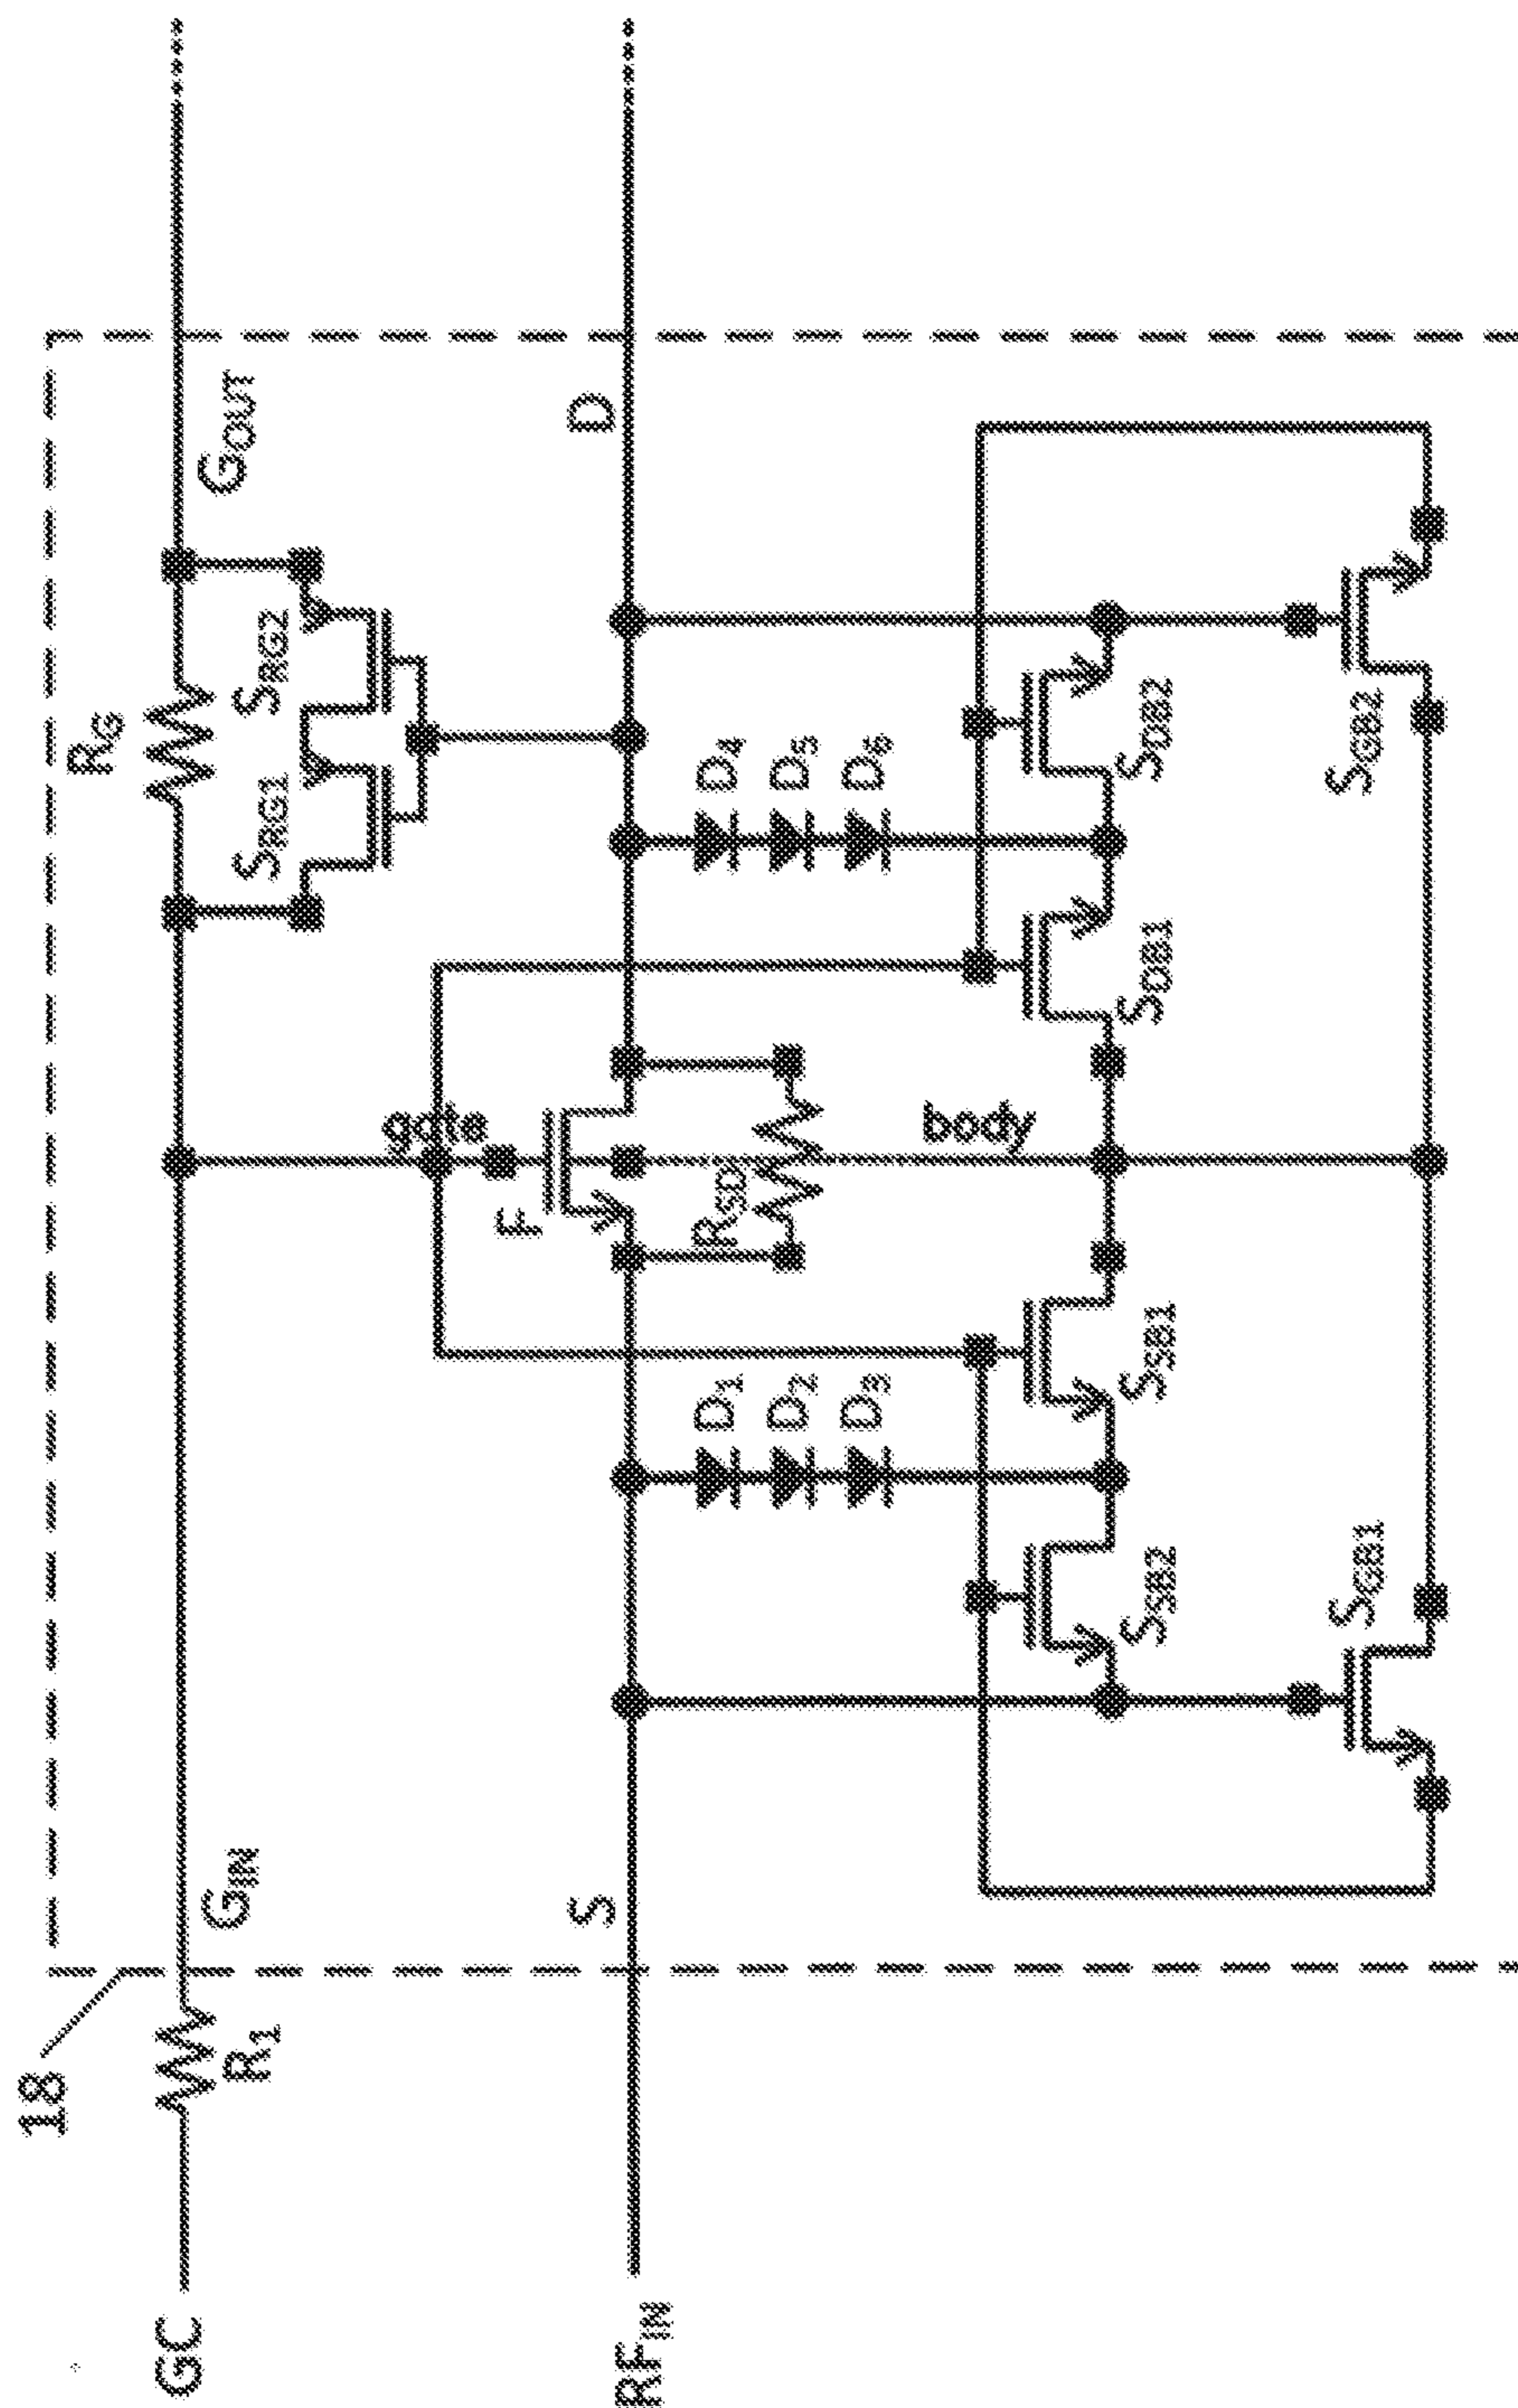 18
GC
R1
GIN
RG
GOUT
SRG1
SRG2
gate
F
RFIN
S
D
RSD
body
D1
D2
D3
D4
D5
D6
SSB2
SSB1
SDB1
SDB2
SGB1
SGB2